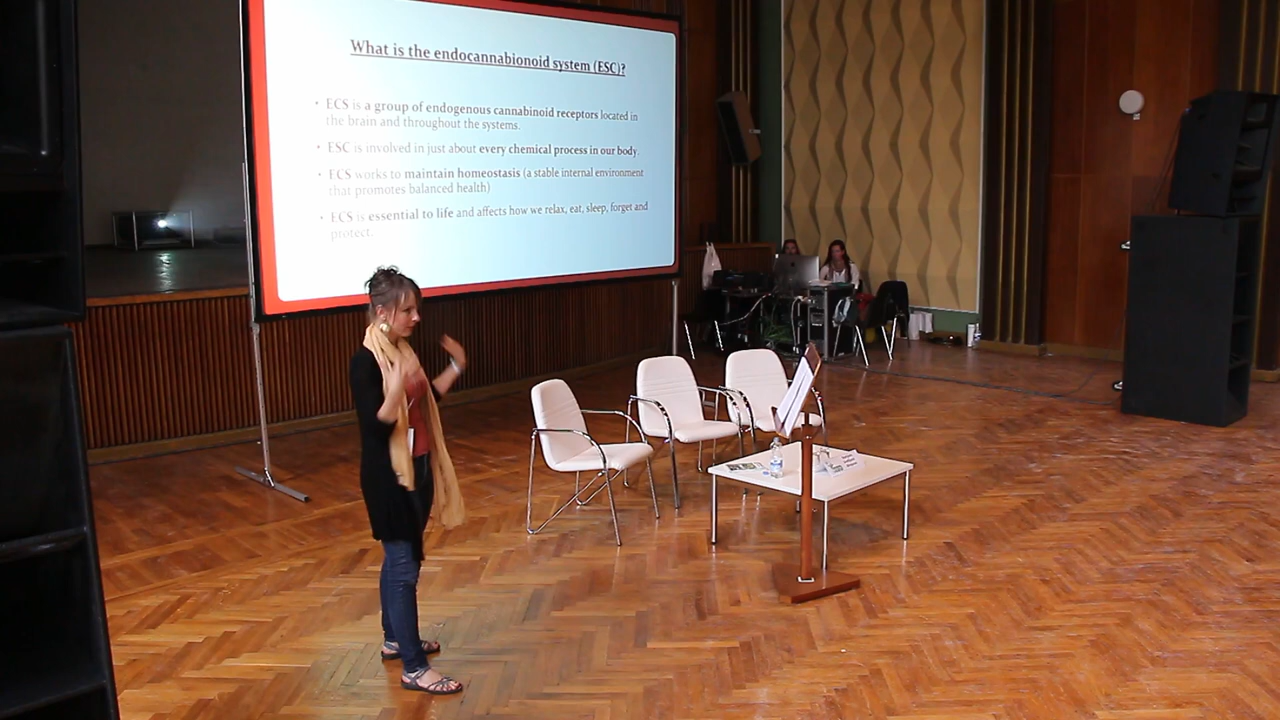 What is the endocannabionoid system (ESC)?
• ECS is a group of endogenous cannabinoid receptors located in
the brain and throughout the systems.
• ESC is involved in just about every chemical process in our body.
• ECS works to maintain homeostasis (a stable internal environment
that promotes balanced health)
• ECS is essential to life and affects how we relax, eat, sleep, forget and
protect.